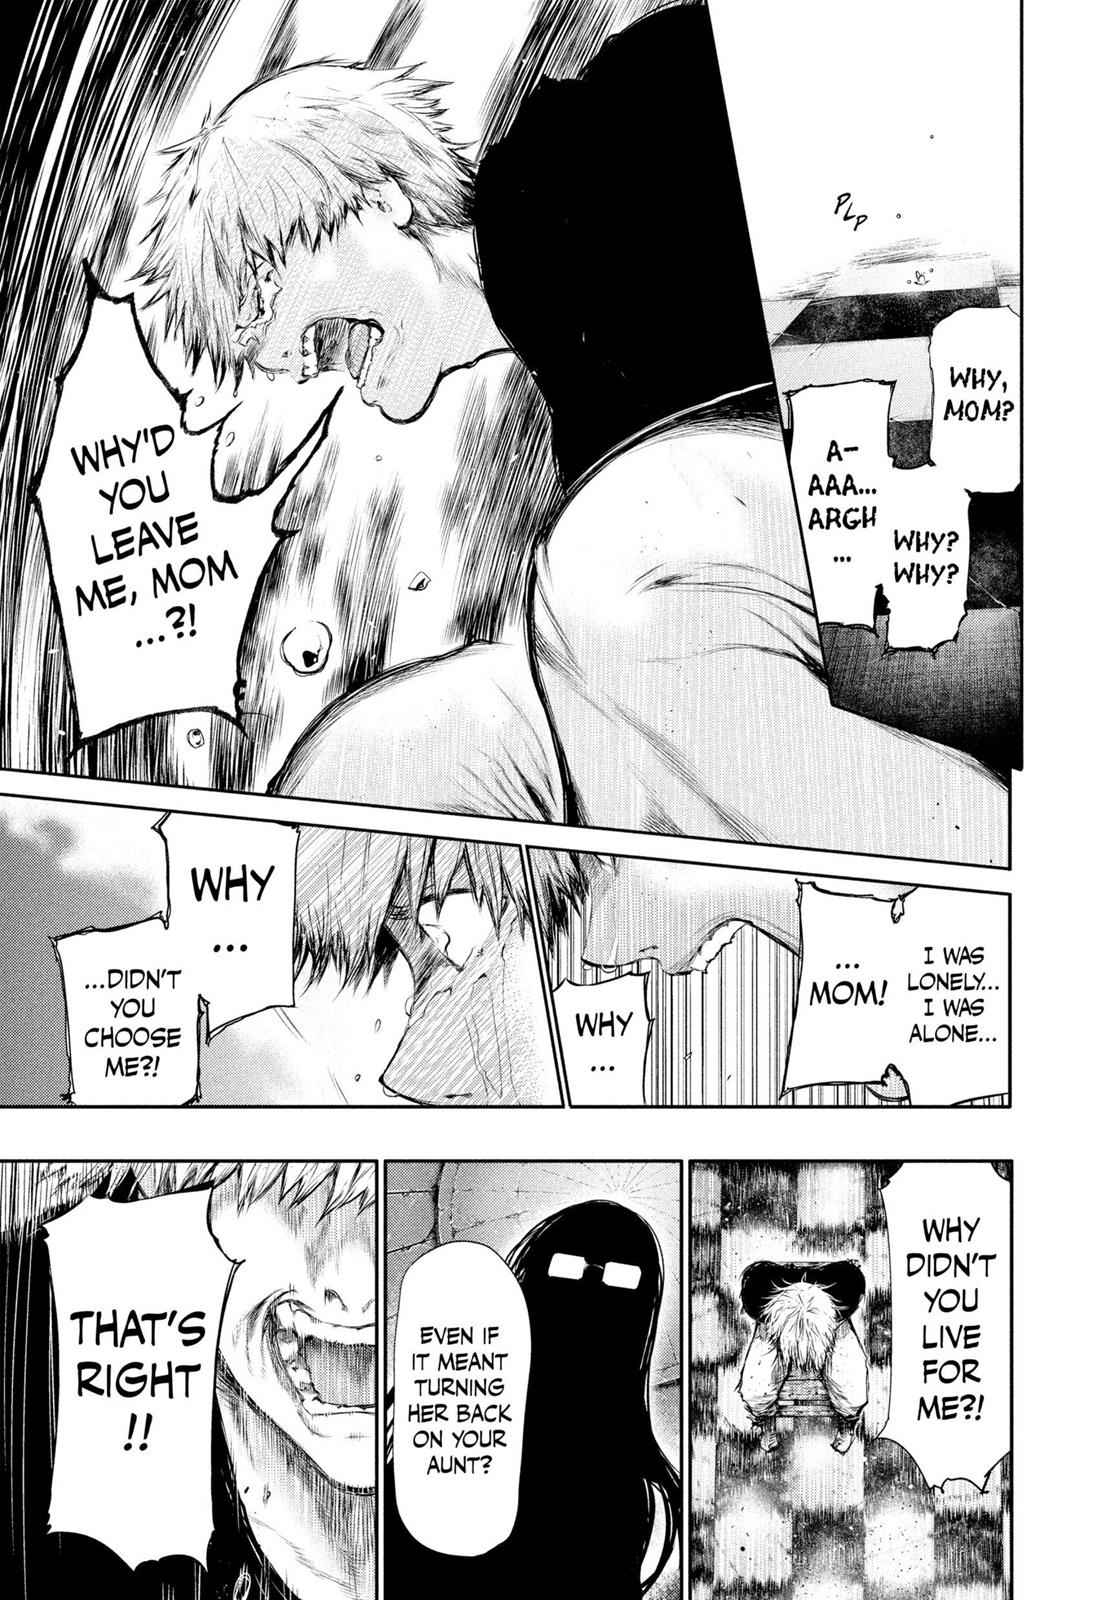 PLP
WHY,
MOM?
WHY?
WHY?
A-
AAA...
ARGH
...
WHY'D
YOU
LEAVE
ME, MOM
...?!
I WAS
LONELY...
I WAS
ALONE...
...
MOM!
WHY
...
WHY
...
...DIDN'T
YOU
CHOOSE
ME?!
WHY
DIDN'T
YOU
LIVE
FOR
ME?!
EVEN IF
IT MEANT
TURNING
HER BACK
ON YOUR
AUNT?
THAT'S
RIGHT
!!